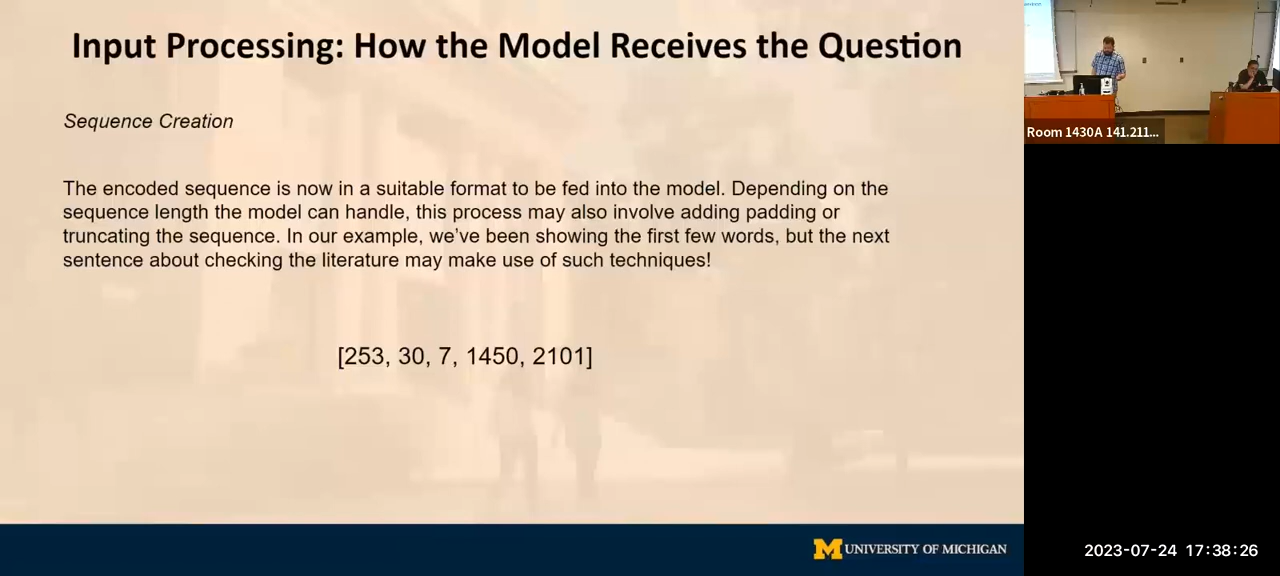 Input Processing: How the Model Receives the Question
Sequence Creation
The encoded sequence is now in a suitable format to be fed into the model. Depending on the
sequence length the model can handle, this process may also involve adding padding or
truncating the sequence. In our example, we’ve been showing the first few words, but the next
sentence about checking the literature may make use of such techniques!
[253, 30, 7, 1450, 2101]
M UNIVERSITY OF MICHIGAN
Room 1430A 141.211...
2023-07-24 17:38:26